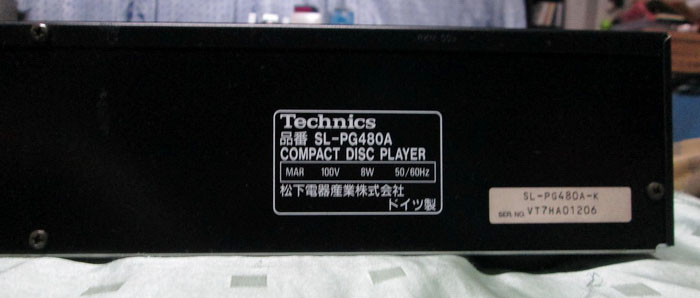 Technics
品番 SL-PG480A
COMPACT DISC PLAYER
MAR 100V 8W 50/60Hz
松下電器産業株式会社
ドイツ製
SL-PG480A-K
SER.NO. VT7HA01206